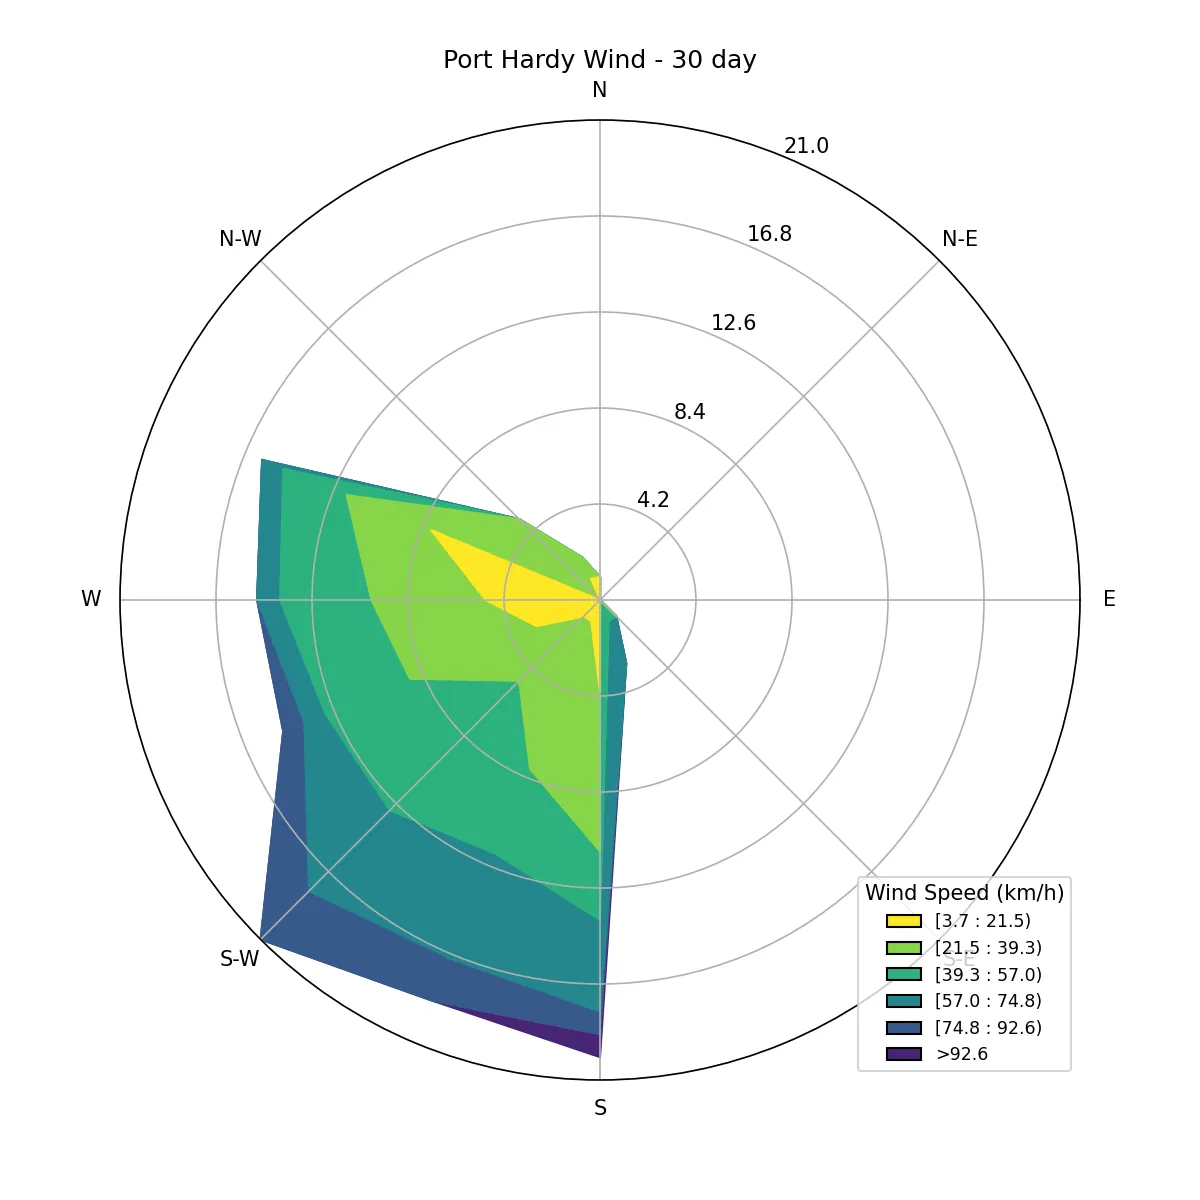 Port Hardy Wind - 30 day
N
21.0
16.8
N-W
N-E
12.6
8.4
4.2
W
E
Wind Speed (km/h)
[3.7 : 21.5)
[21.5 : 39.3)
S-W
S-E
[39.3 : 57.0)
[57.0 : 74.8)
[74.8 : 92.6)
>92.6
S